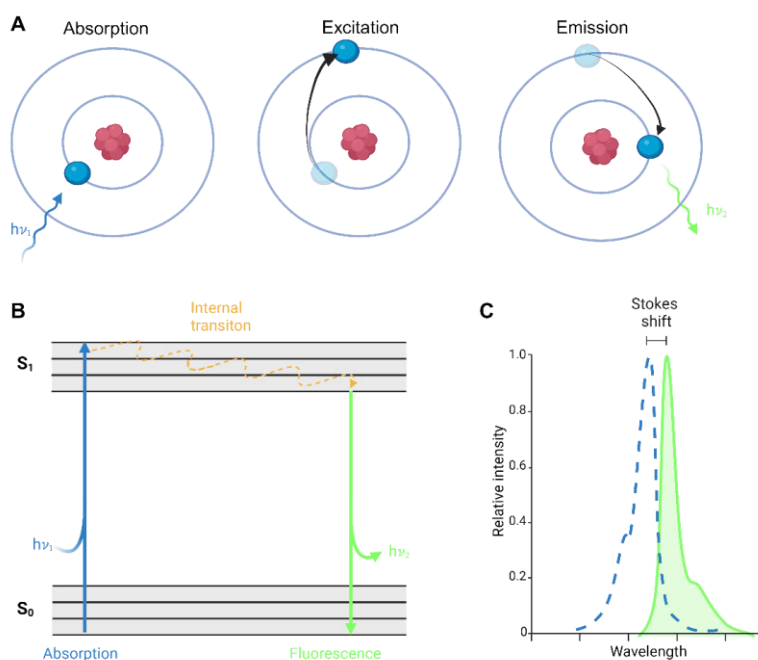 A
Absorption
Excitation
Emission
hν₁
hν₂
B
Internal
transiton
S₁
hν₁
hν₂
S₀
Absorption
Fluorescence
C
Stokes
shift
Relative intensity
1.0
0.8
0.6
0.4
0.2
0
Wavelength